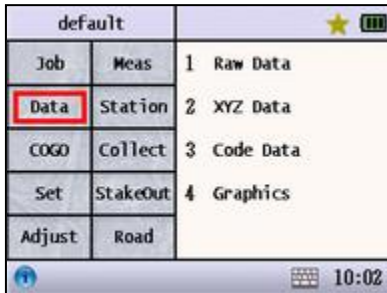 default
Job Meas 1 Raw Data
Data Station 2 XYZ Data
COGO Collect 3 Code Data
Set StakeOut 4 Graphics
Adjust Road
10:02